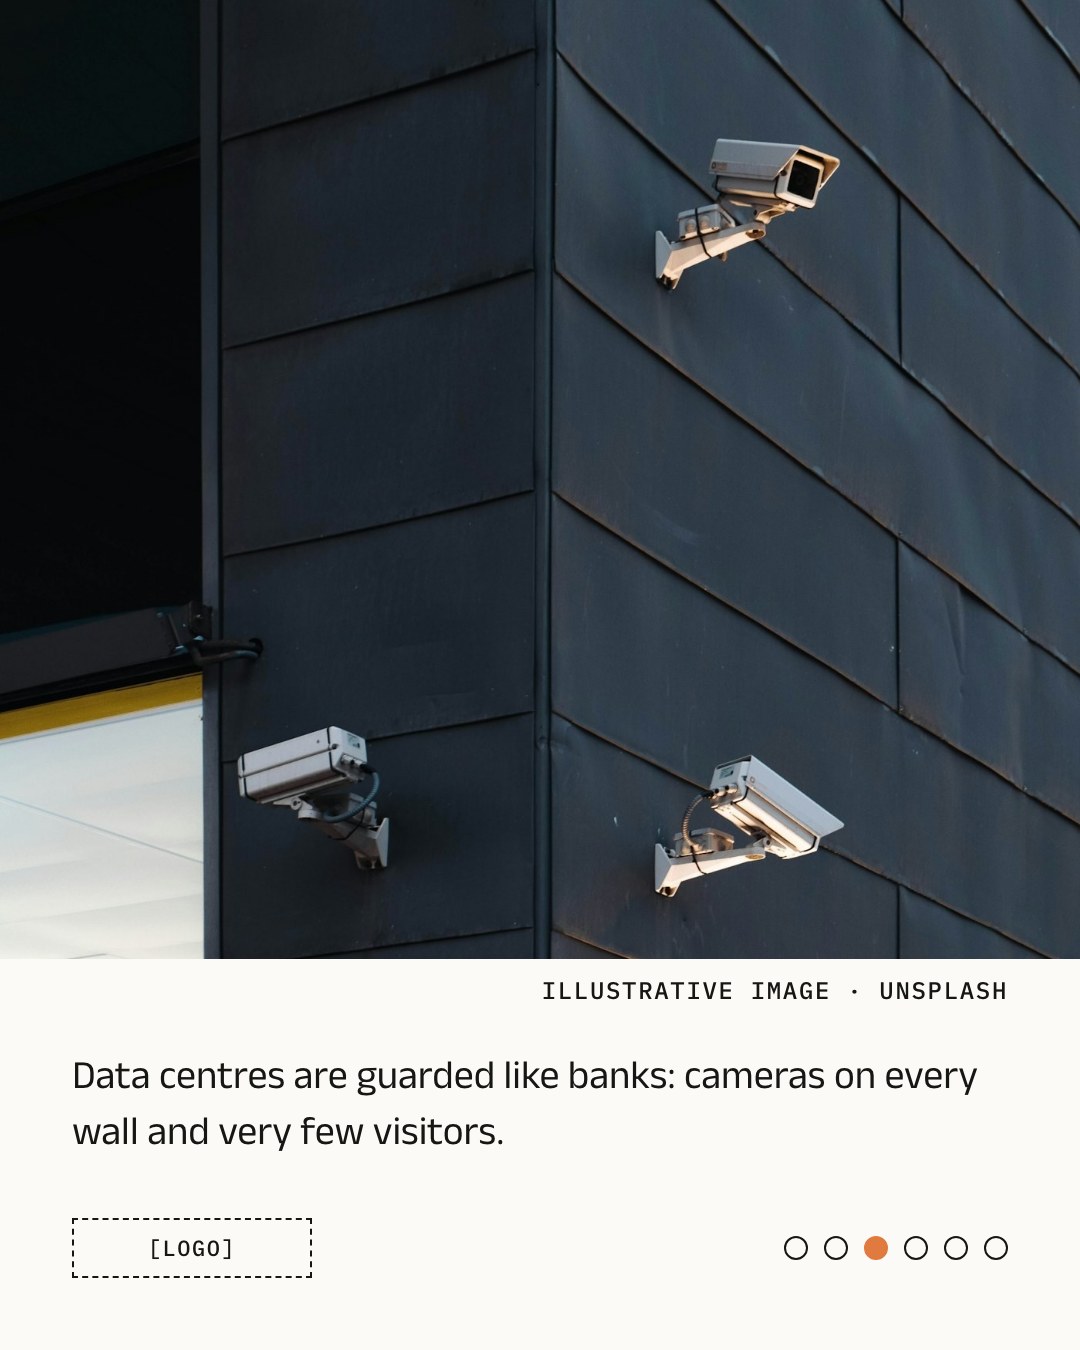 ILLUSTRATIVE IMAGE · UNSPLASH
Data centres are guarded like banks: cameras on every
wall and very few visitors.
[LOGO]